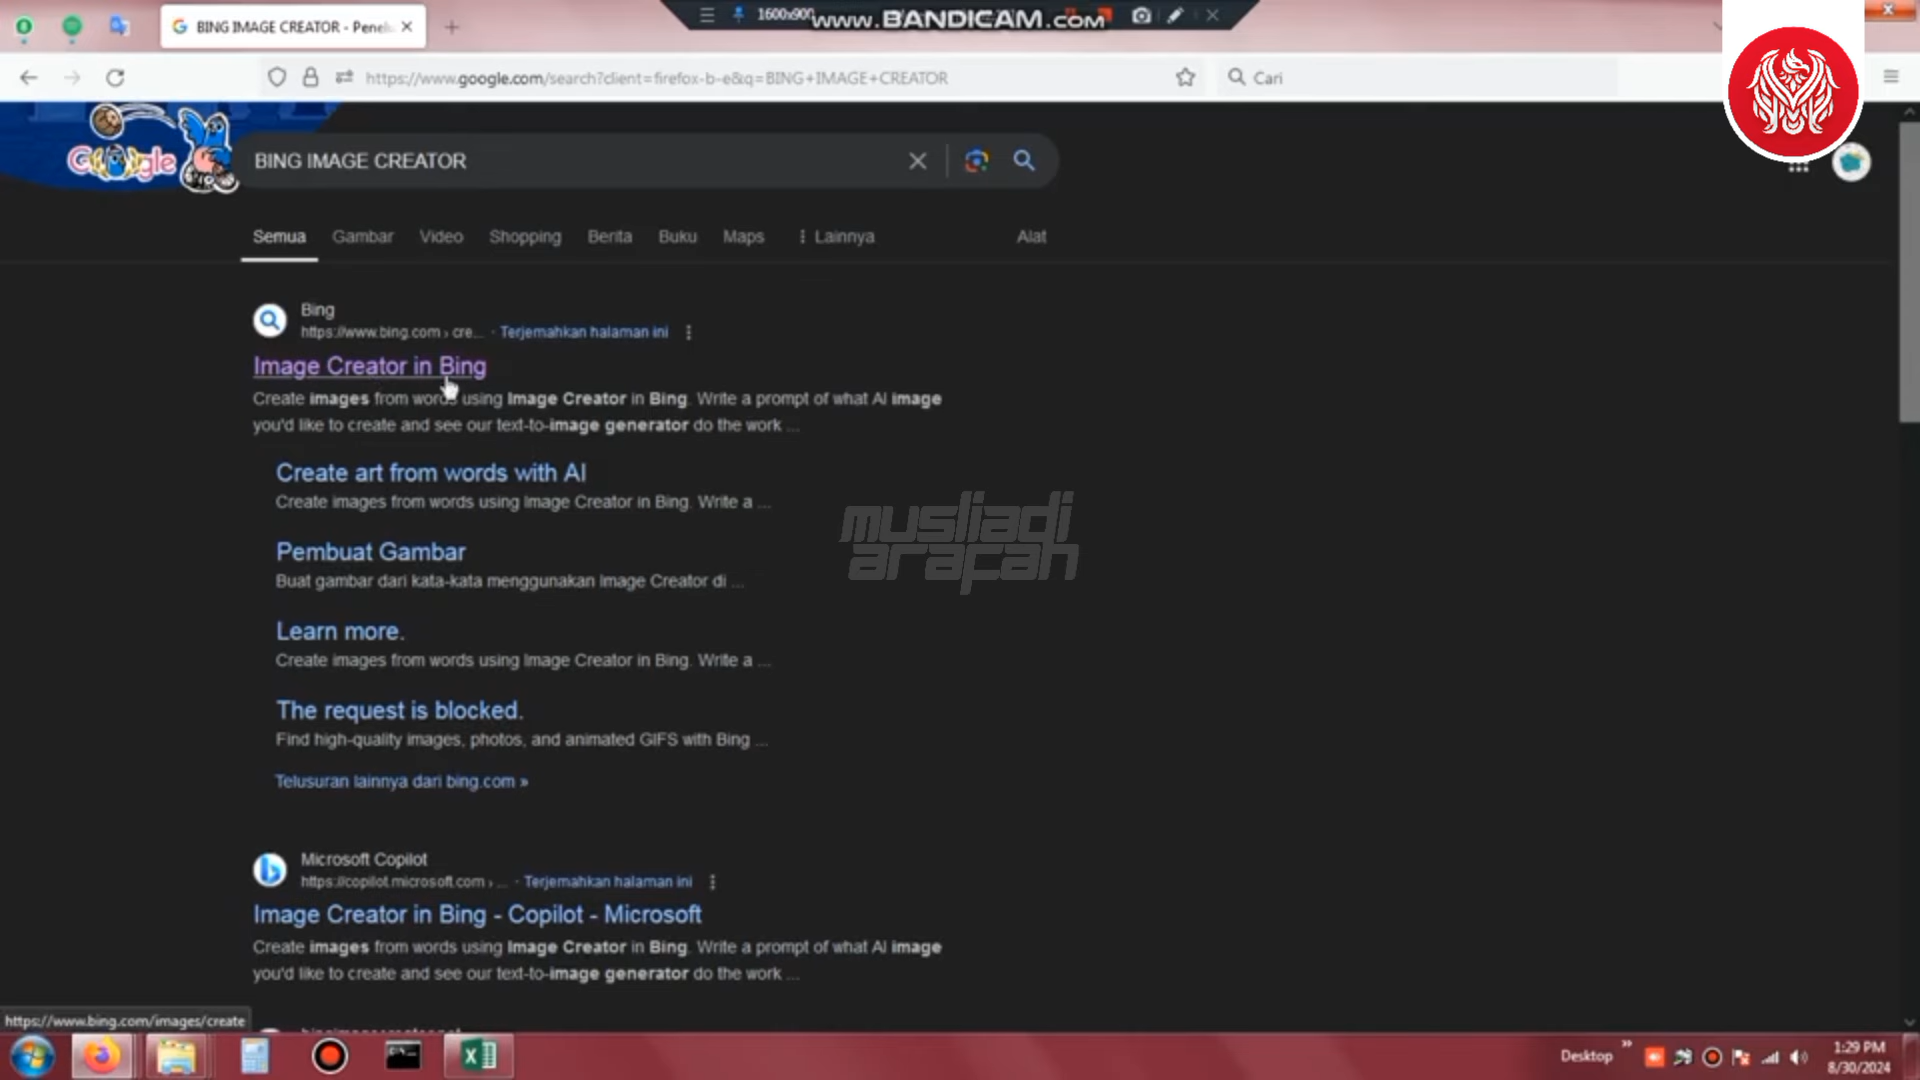 BING IMAGE CREATOR - Penel
1600x900
www.BANDICAM.com
https://www.google.com/search?client=firefox-b-e&q=BING+IMAGE+CREATOR
Cari
Google
BING IMAGE CREATOR
Semua Gambar Video Shopping Berita Buku Maps Lainnya Alat
Bing
https://www.bing.com › cre... · Terjemahkan halaman ini
Image Creator in Bing
Create images from words using Image Creator in Bing. Write a prompt of what AI image
you'd like to create and see our text-to-image generator do the work ...
Create art from words with AI
Create images from words using Image Creator in Bing. Write a ...
Pembuat Gambar
Buat gambar dari kata-kata menggunakan Image Creator di ...
Learn more.
Create images from words using Image Creator in Bing. Write a ...
The request is blocked.
Find high-quality images, photos, and animated GIFS with Bing ...
Telusuran lainnya dari bing.com »
musliadi
arafah
Microsoft Copilot
https://copilot.microsoft.com › ... · Terjemahkan halaman ini
Image Creator in Bing - Copilot - Microsoft
Create images from words using Image Creator in Bing. Write a prompt of what AI image
you'd like to create and see our text-to-image generator do the work ...
https://www.bing.com/images/create
Desktop
1:29 PM
8/30/2024